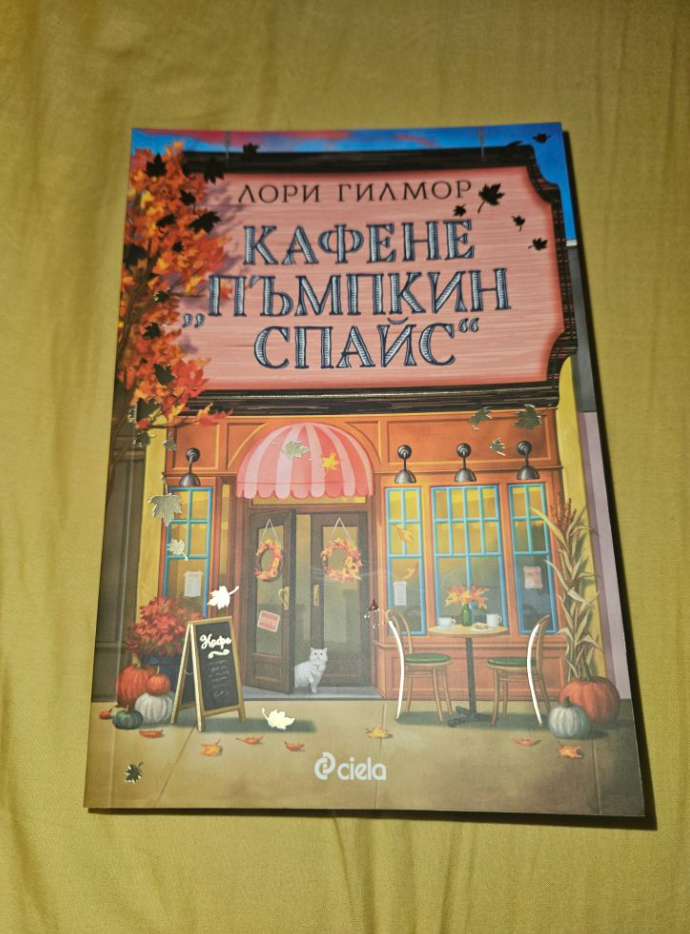 ЛОРИ ГИЛМОР
КАФЕНЕ
„ПЪМПКИН
СПАЙС“
Кафе
ciela